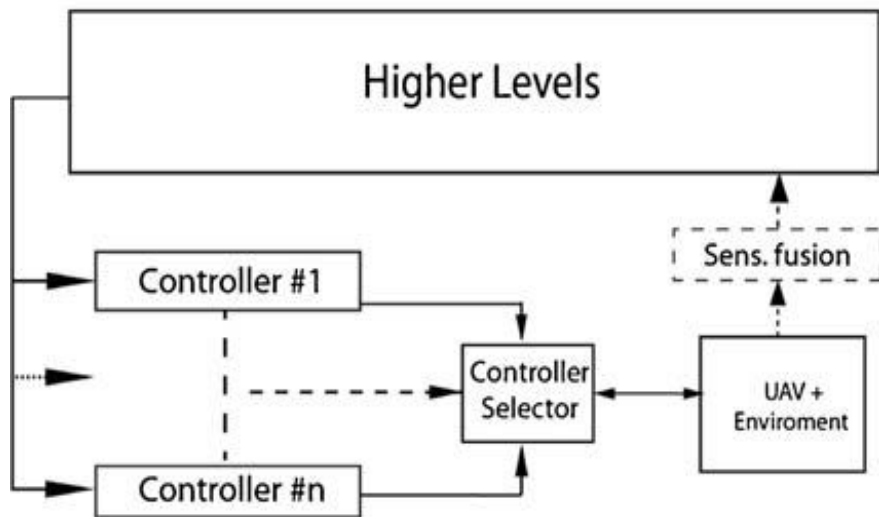 Higher Levels
Sens. fusion
Controller #1
Controller
Selector
UAV +
Enviroment
Controller #n